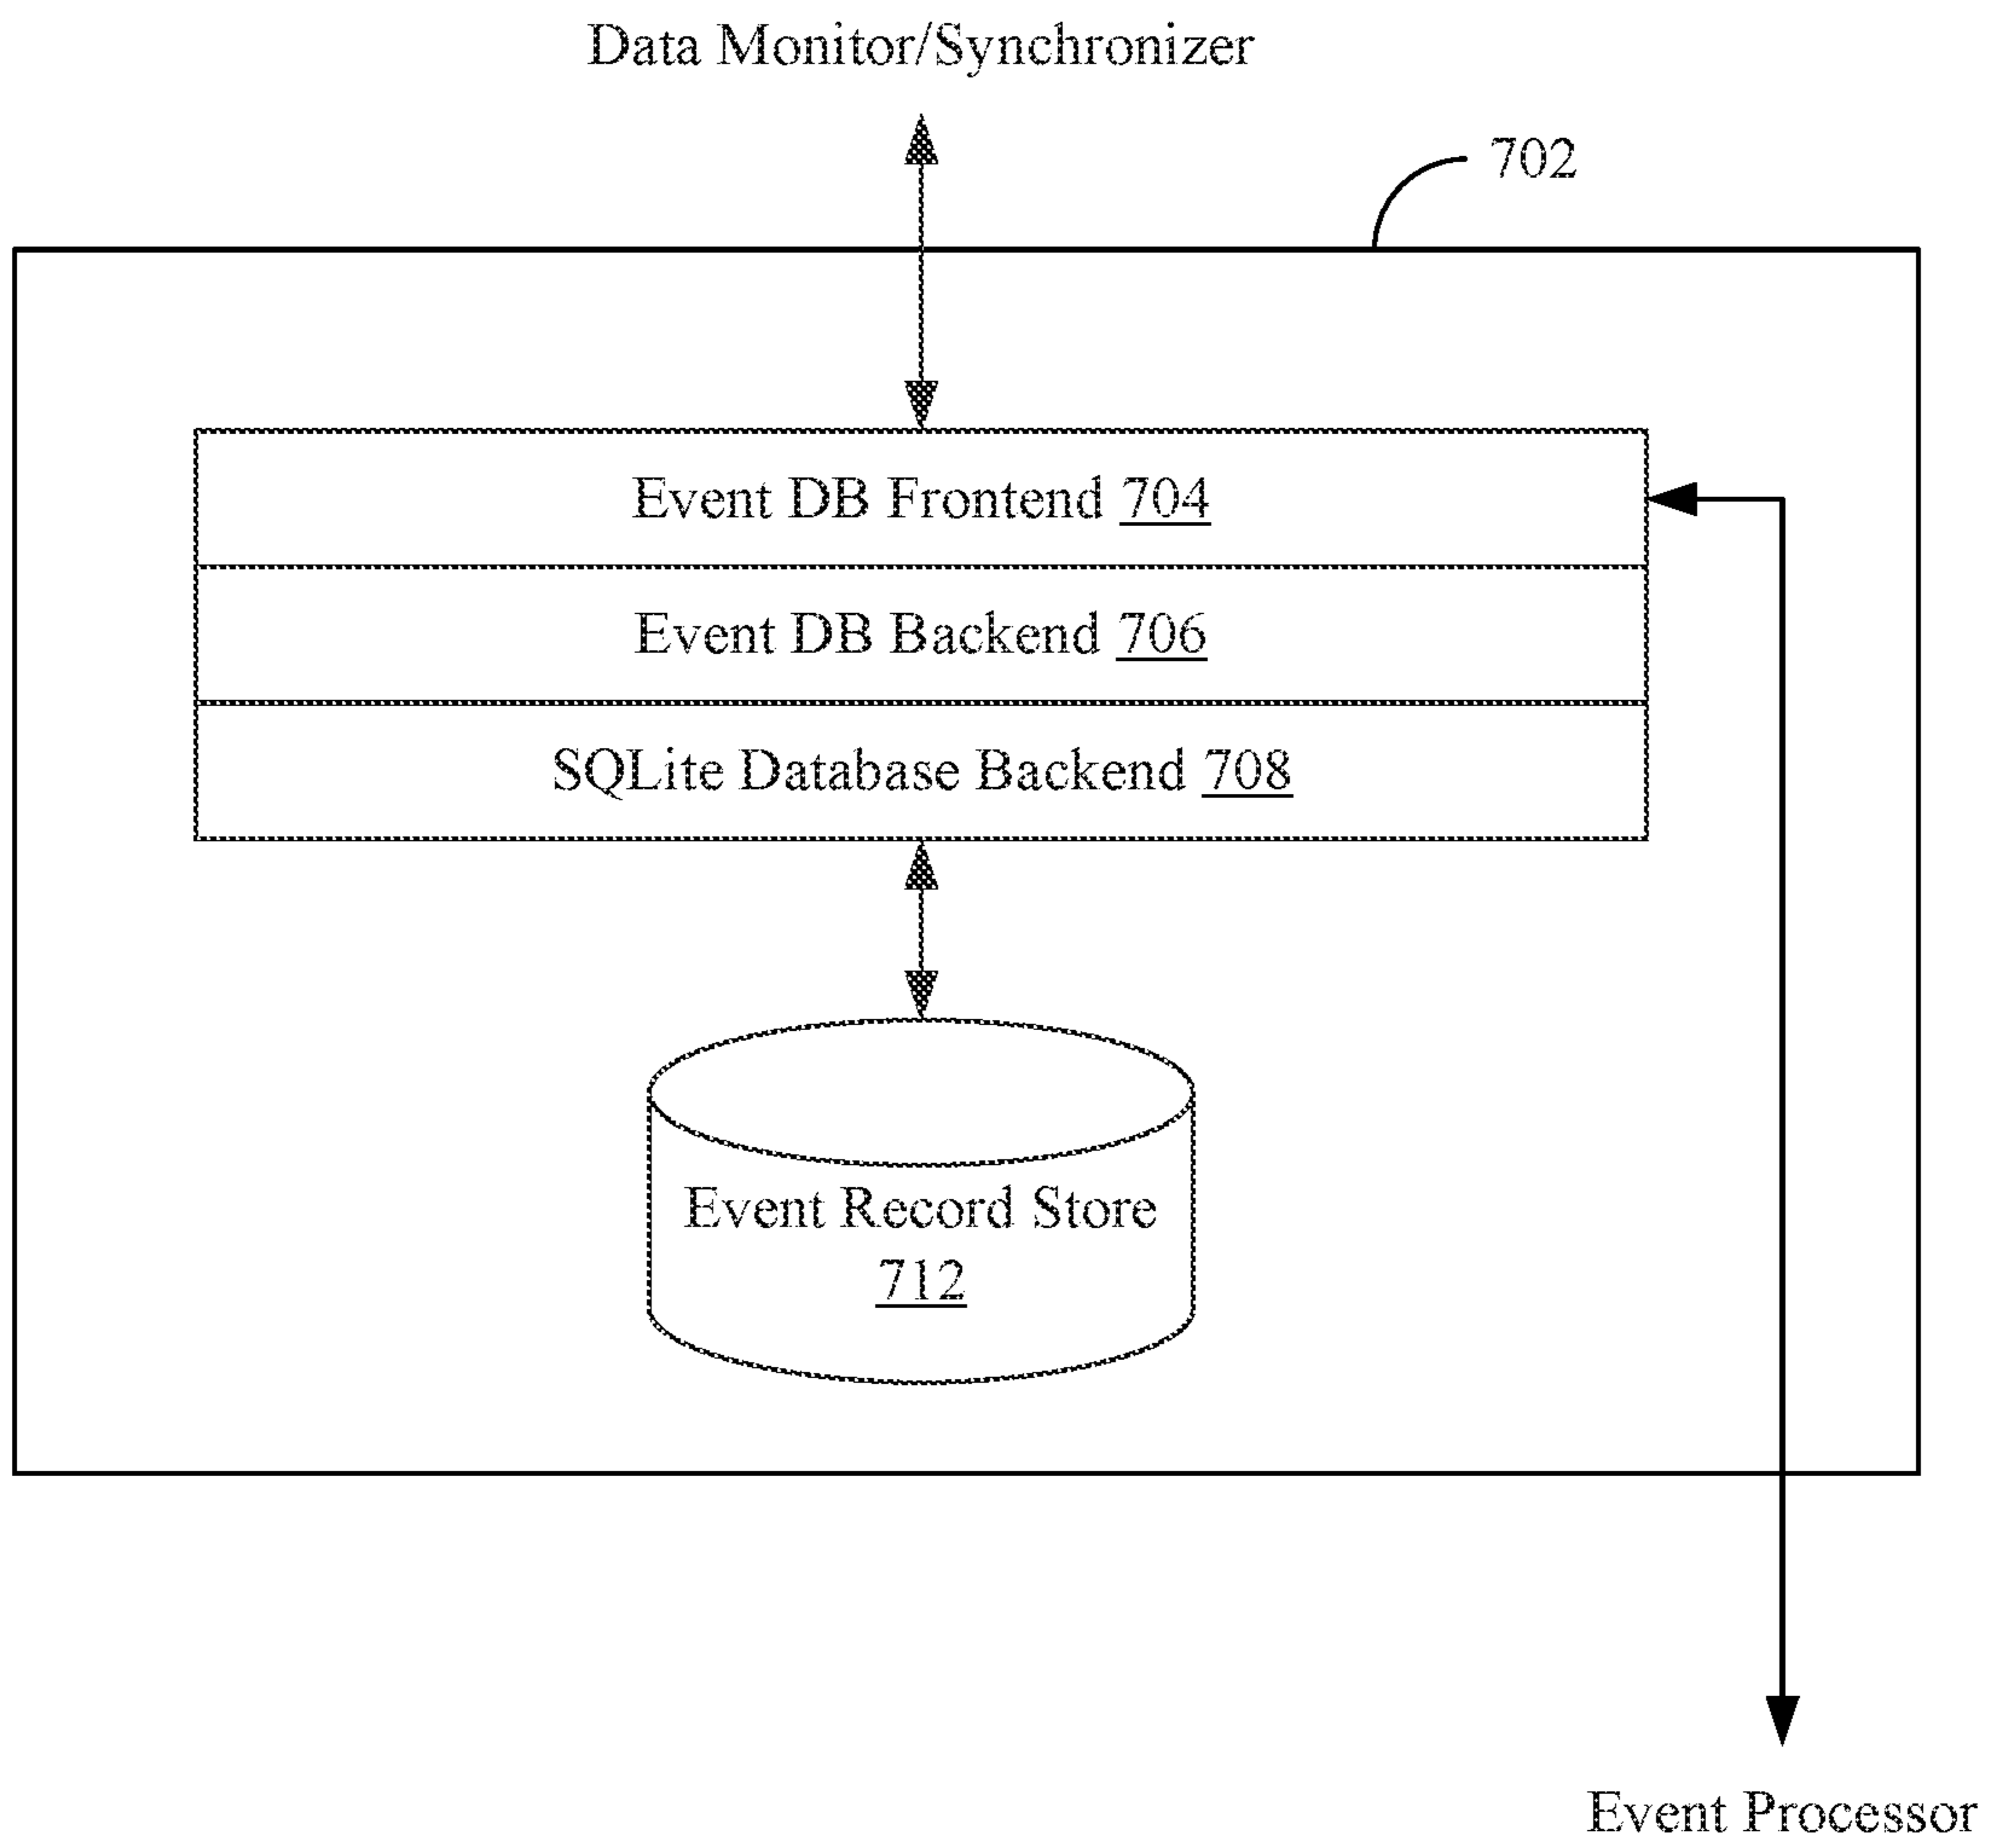 Data Monitor/Synchronizer
702
Event DB Frontend 704
Event DB Backend 706
SQLite Database Backend 708
Event Record Store
712
Event Processor